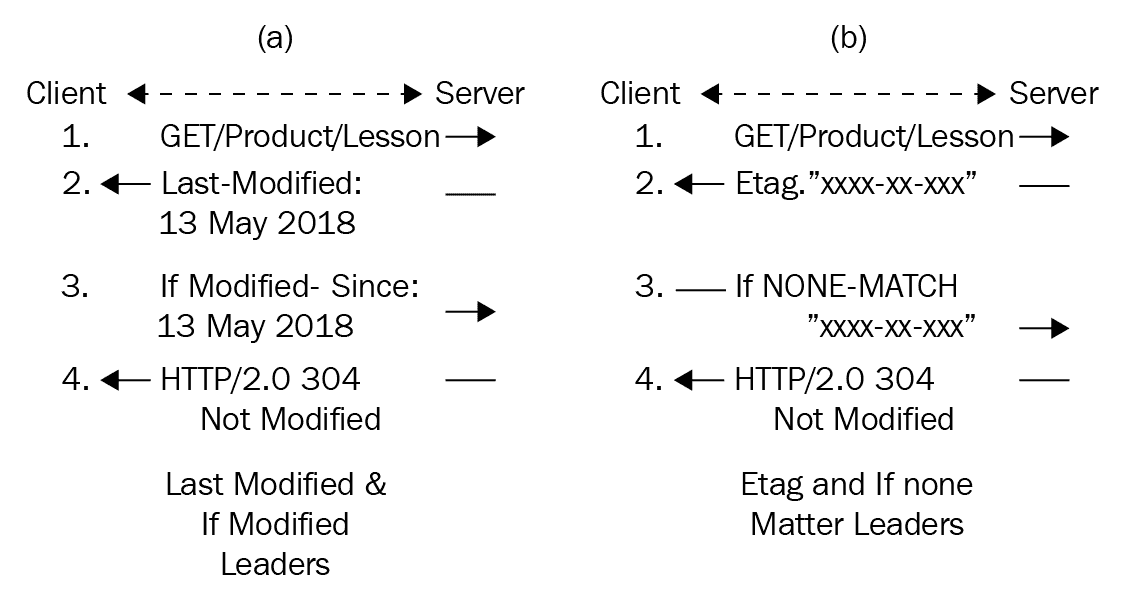 (a)
Client Server
1. GET/Product/Lesson
2. Last-Modified:
13 May 2018
3. If Modified- Since:
13 May 2018
4. HTTP/2.0 304
Not Modified
Last Modified &
If Modified
Leaders
(b)
Client Server
1. GET/Product/Lesson
2. Etag.”xxxx-xx-xxx”
3. If NONE-MATCH
”xxxx-xx-xxx”
4. HTTP/2.0 304
Not Modified
Etag and If none
Matter Leaders